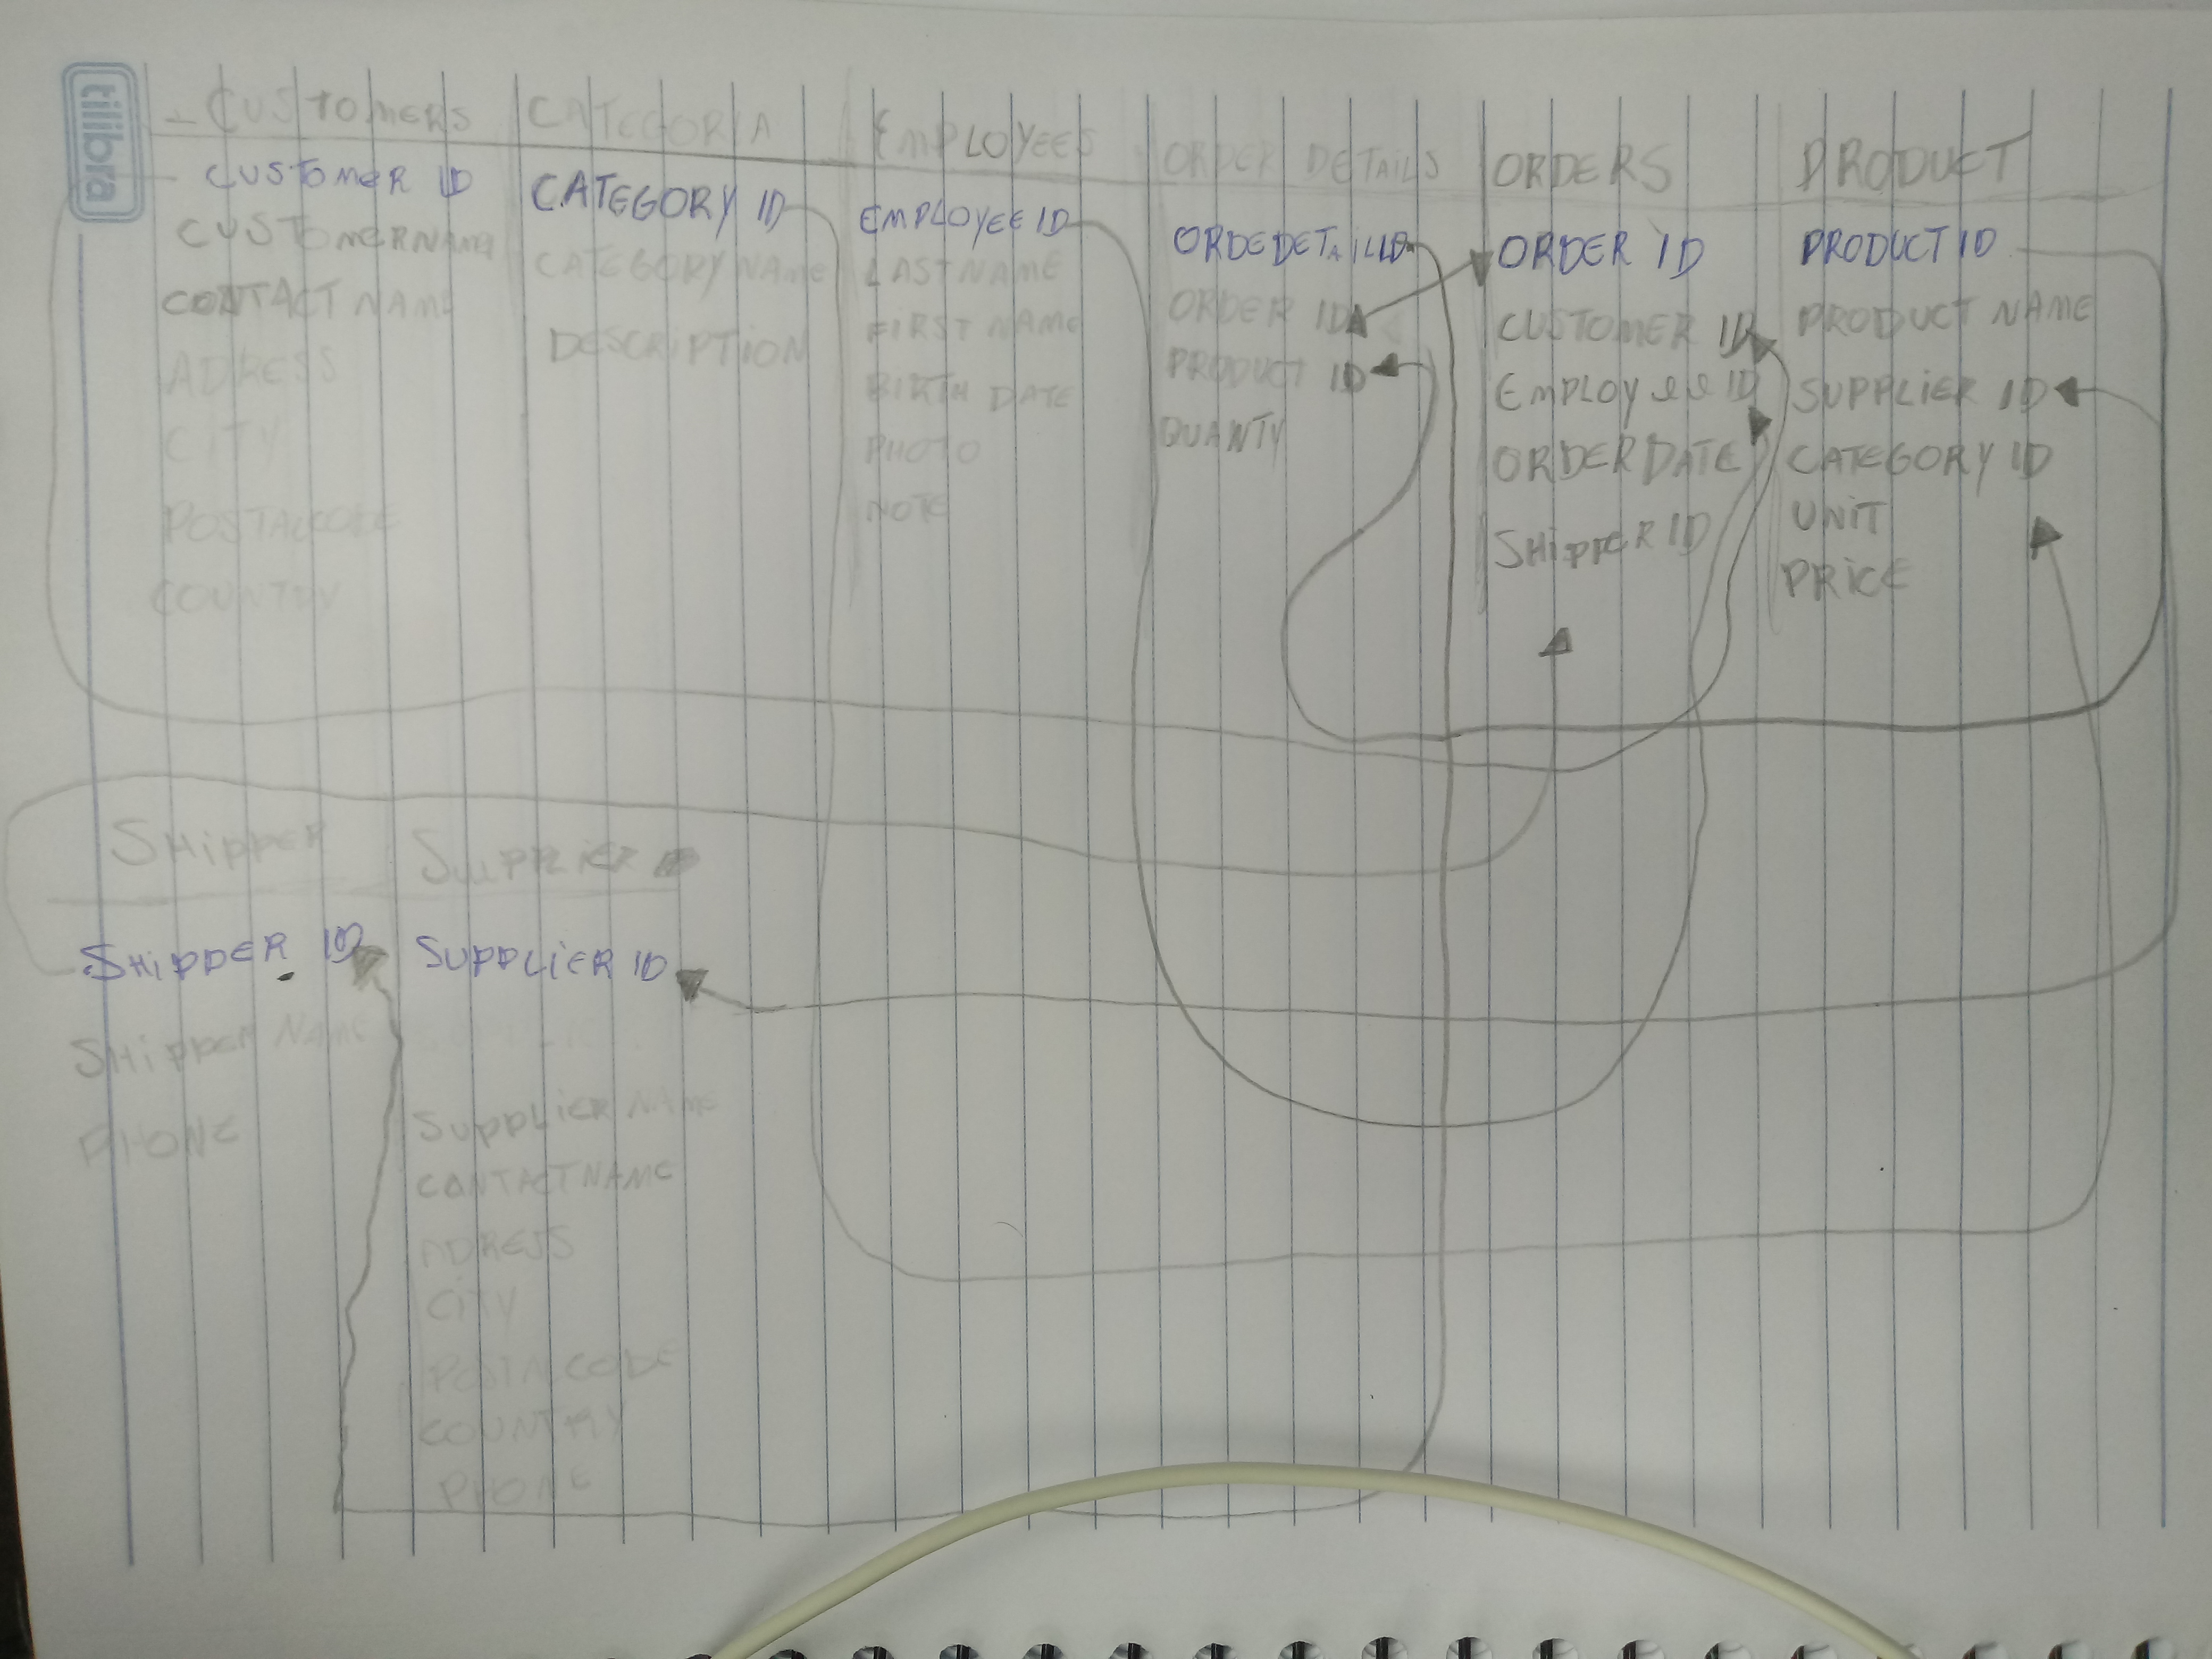 tilibra
CUSTOMERS
CUSTOMER ID
CUSTOMERNAME
CONTACT NAME
ADRESS
CITY
POSTALCODE
COUNTRY
CATEGORIA
CATEGORY ID
CATEGORY NAME
DESCRIPTION
EMPLOYEES
EMPLOYEE ID
LASTNAME
FIRST NAME
BIRTH DATE
PHOTO
NOTE
ORDER DETAILS
ORDEDETAILID
ORDER ID
PRODUCT ID
QUANTY
ORDERS
ORDER ID
CUSTOMER ID
EMPLOYEE ID
ORDER DATE
SHIPPER ID
PRODUCT
PRODUCT ID
PRODUCT NAME
SUPPLIER ID
CATEGORY ID
UNIT
PRICE
SHIPPER
SHIPPER ID
SHIPPER NAME
PHONE
SUPPLIER
SUPPLIER ID
SUPPLIER NAME
CONTACTNAME
ADRESS
CITY
POSTALCODE
COUNTRY
PHONE